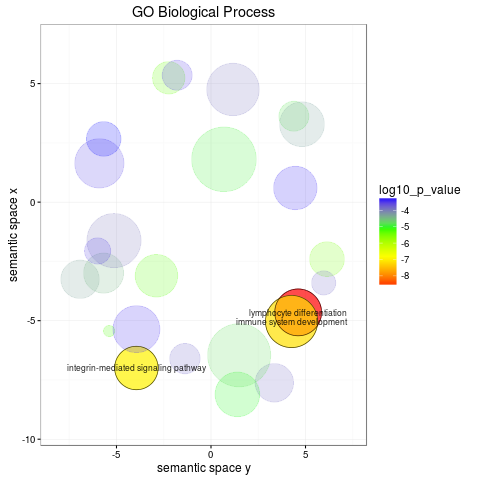 GO Biological Process
log10_p_value
-4
-5
-6
-7
-8
5
0
-5
-10
semantic space x
lymphocyte differentiation
immune system development
integrin-mediated signaling pathway
-5
0
5
semantic space y